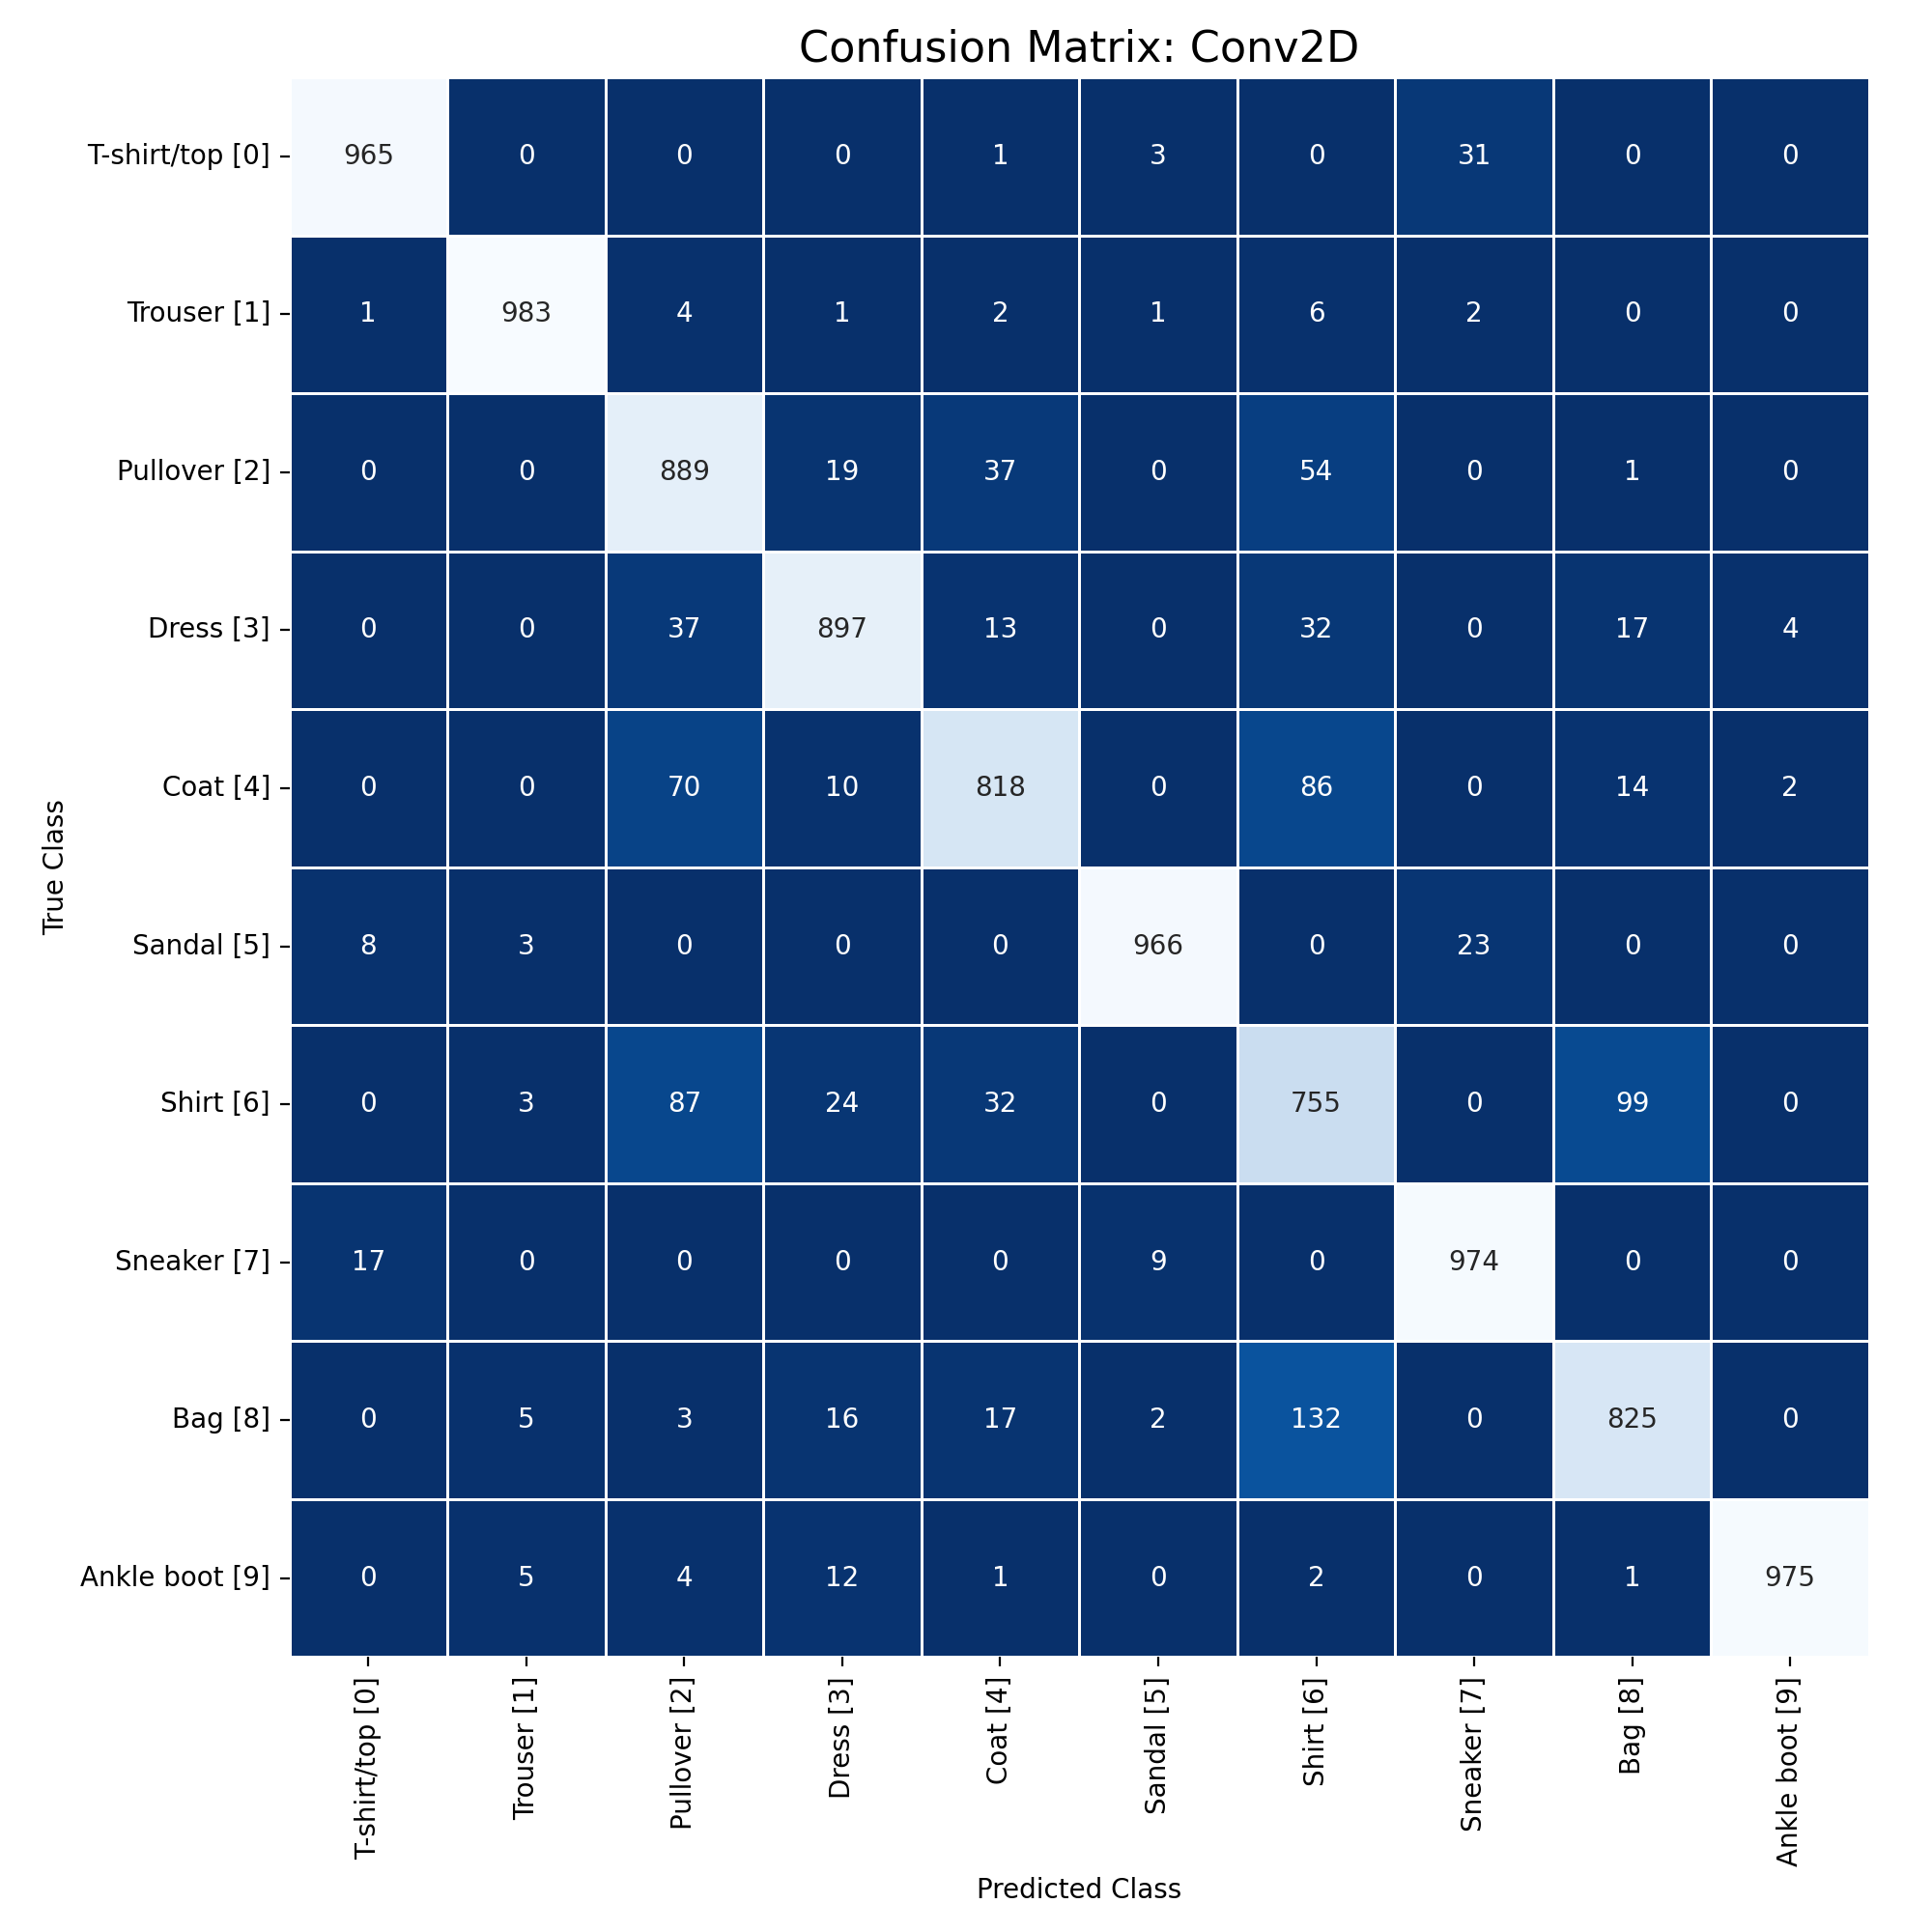 Confusion Matrix: Conv2D
T-shirt/top [0] 965 0 0 0 1 3 0 31 0 0
Trouser [1] 1 983 4 1 2 1 6 2 0 0
Pullover [2] 0 0 889 19 37 0 54 0 1 0
Dress [3] 0 0 37 897 13 0 32 0 17 4
Coat [4] 0 0 70 10 818 0 86 0 14 2
Sandal [5] 8 3 0 0 0 966 0 23 0 0
Shirt [6] 0 3 87 24 32 0 755 0 99 0
Sneaker [7] 17 0 0 0 0 9 0 974 0 0
Bag [8] 0 5 3 16 17 2 132 0 825 0
Ankle boot [9] 0 5 4 12 1 0 2 0 1 975
True Class
T-shirt/top [0]
Trouser [1]
Pullover [2]
Dress [3]
Coat [4]
Sandal [5]
Shirt [6]
Sneaker [7]
Bag [8]
Ankle boot [9]
Predicted Class